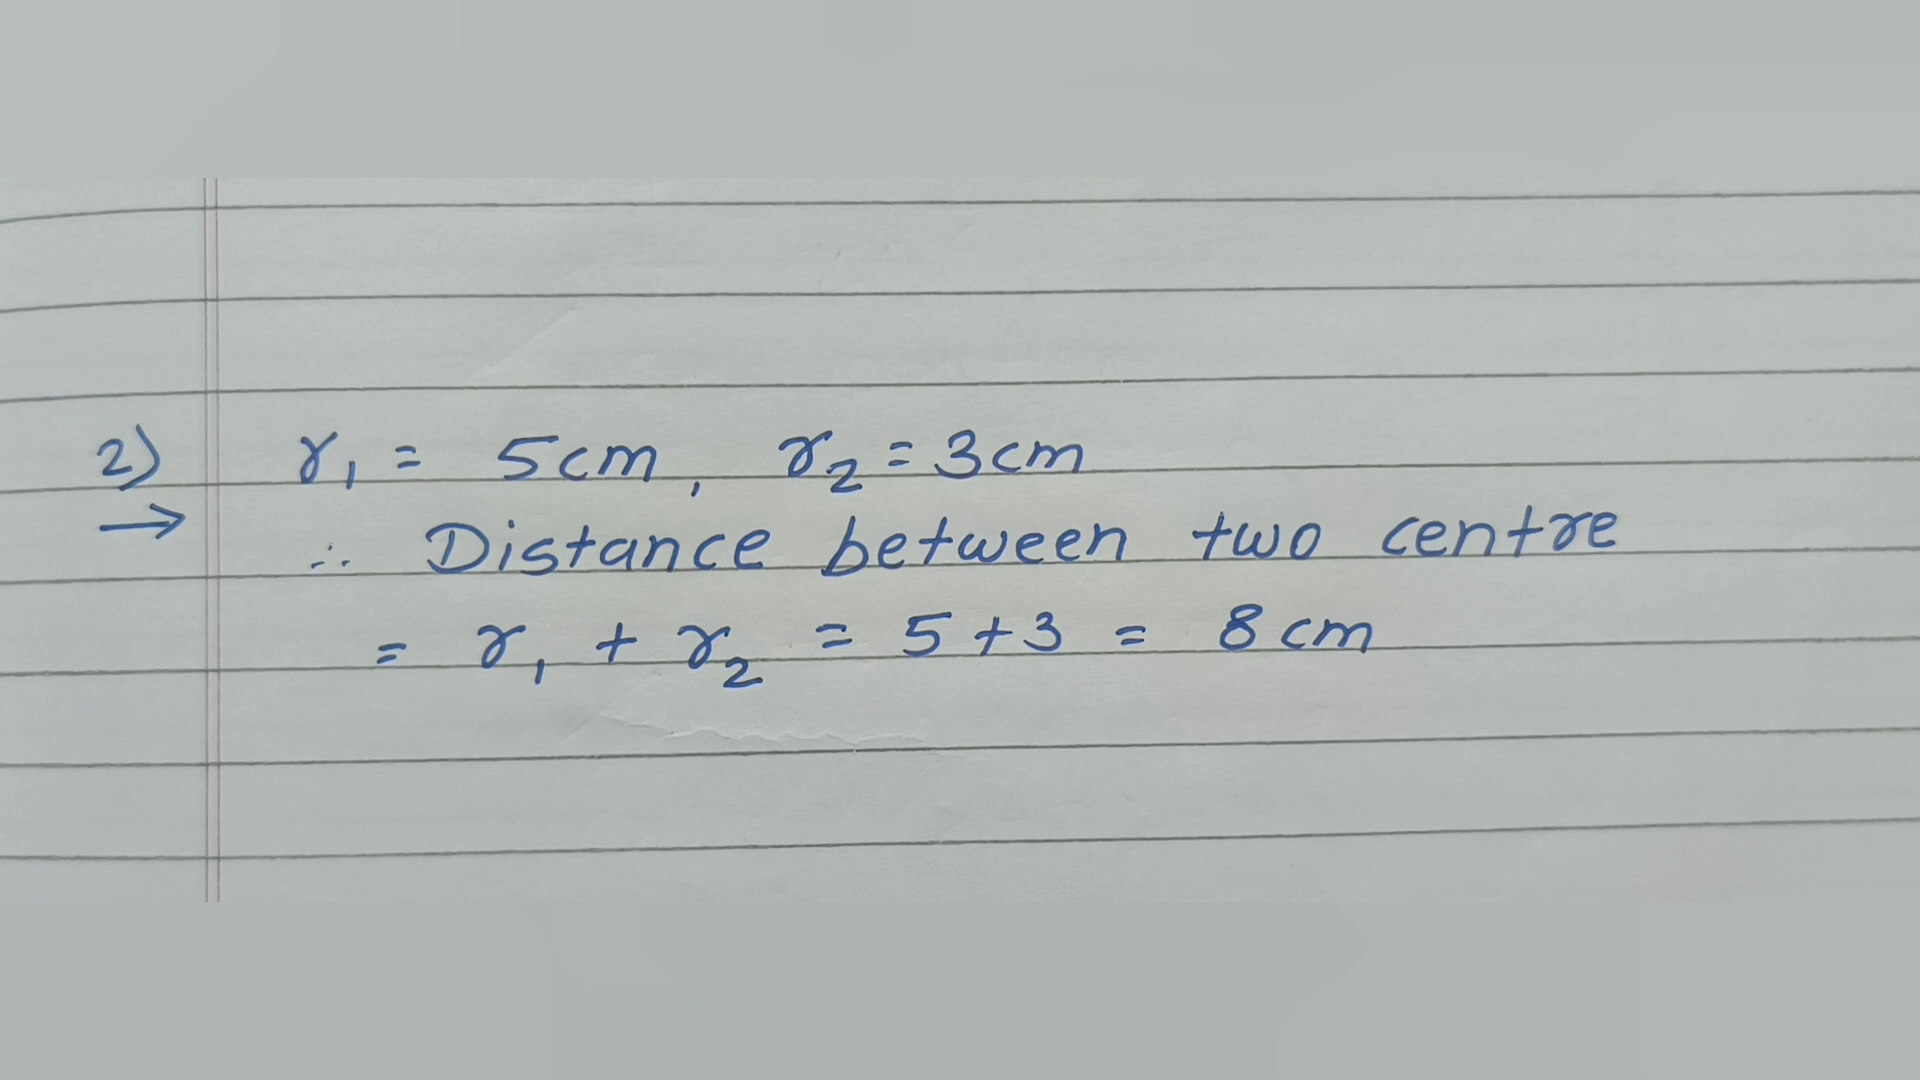 2) r₁ = 5cm, r₂ = 3cm
→ ∴ Distance between two centre
= r₁ + r₂ = 5 + 3 = 8 cm